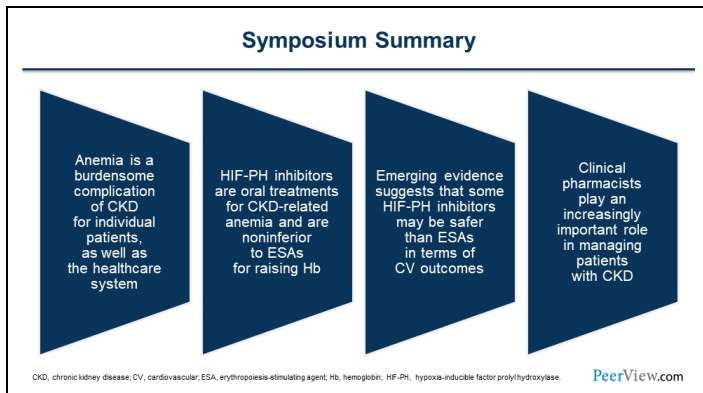 Symposium Summary
Anemia is a
burdensome
complication
of CKD
for individual
patients,
as well as
the healthcare
system
HIF-PH inhibitors
are oral treatments
for CKD-related
anemia and are
noninferior
to ESAs
for raising Hb
Emerging evidence
suggests that some
HIF-PH inhibitors
may be safer
than ESAs
in terms of
CV outcomes
Clinical
pharmacists
play an
increasingly
important role
in managing
patients
with CKD
CKD, chronic kidney disease; CV, cardiovascular; ESA, erythropoiesis-stimulating agent; Hb, hemoglobin; HIF-PH, hypoxia-inducible factor prolyl hydroxylase.
PeerView.com